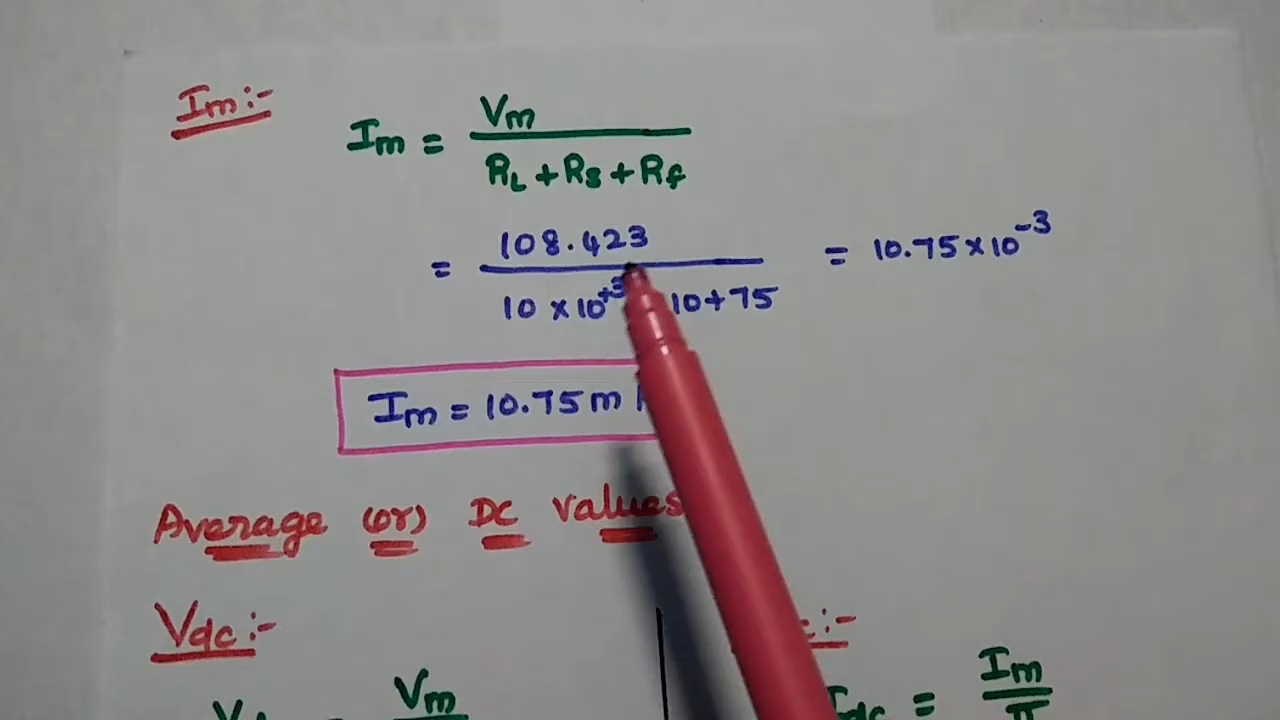 Im:-
Im = Vm / RL + Rs + Rf
= 108.423 / 10 x 10^+3 10 + 75 = 10.75 x 10^-3
Im = 10.75 m
Average (or) DC values
Vdc:-
Vm
= Im / π